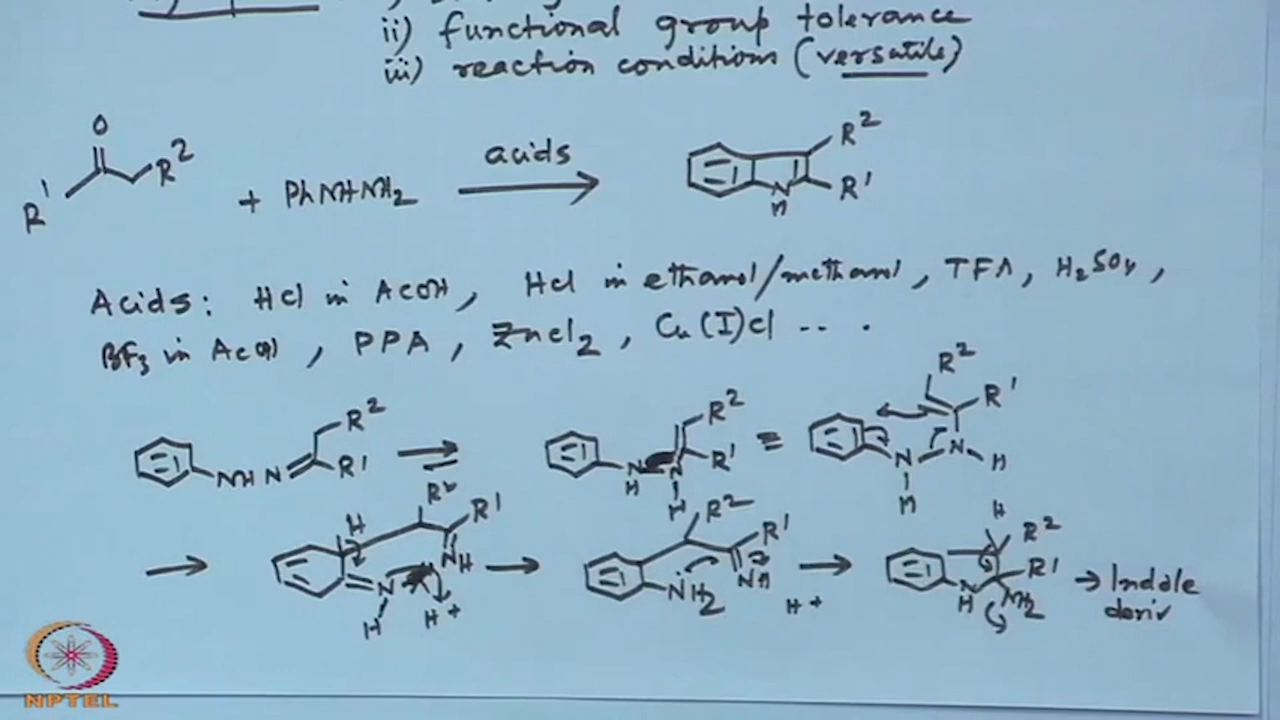 ii) functional group tolerance
iii) reaction conditions (versatile)
O
R¹ R² + PhNHNH₂ acids R² R¹ N H
Acids: HCl in AcOH, HCl in ethanol/methanol, TFA, H₂SO₄,
BF₃ in AcOH, PPA, ZnCl₂, Cu(I)Cl ... .
R² R¹ NH N
R² R¹ N H N H ≡ R² R¹ N H N H
H R² R¹ NH N H H+
R² R¹ NH NH₂ H+
H R² R¹ N H NH₂ → Indole
deriv
NPTEL